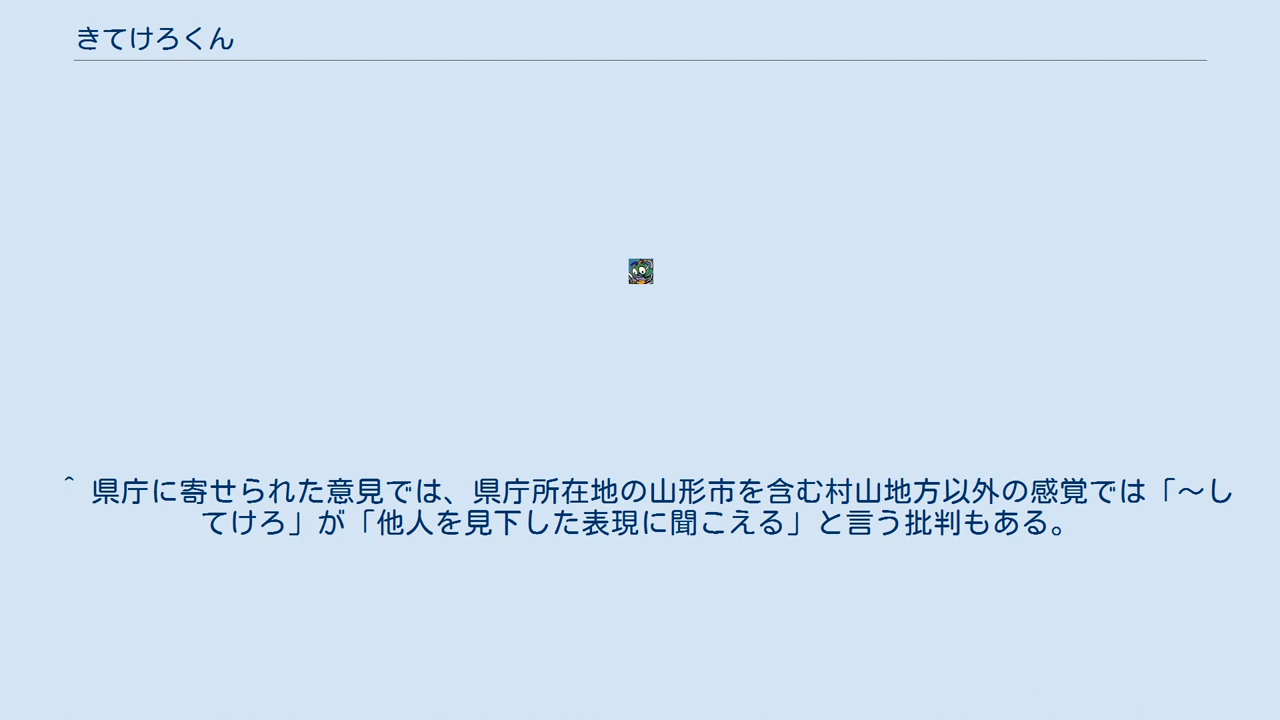 きてけろくん
^ 県庁に寄せられた意見では、県庁所在地の山形市を含む村山地方以外の感覚では「～し
てけろ」が「他人を見下した表現に聞こえる」と言う批判もある。